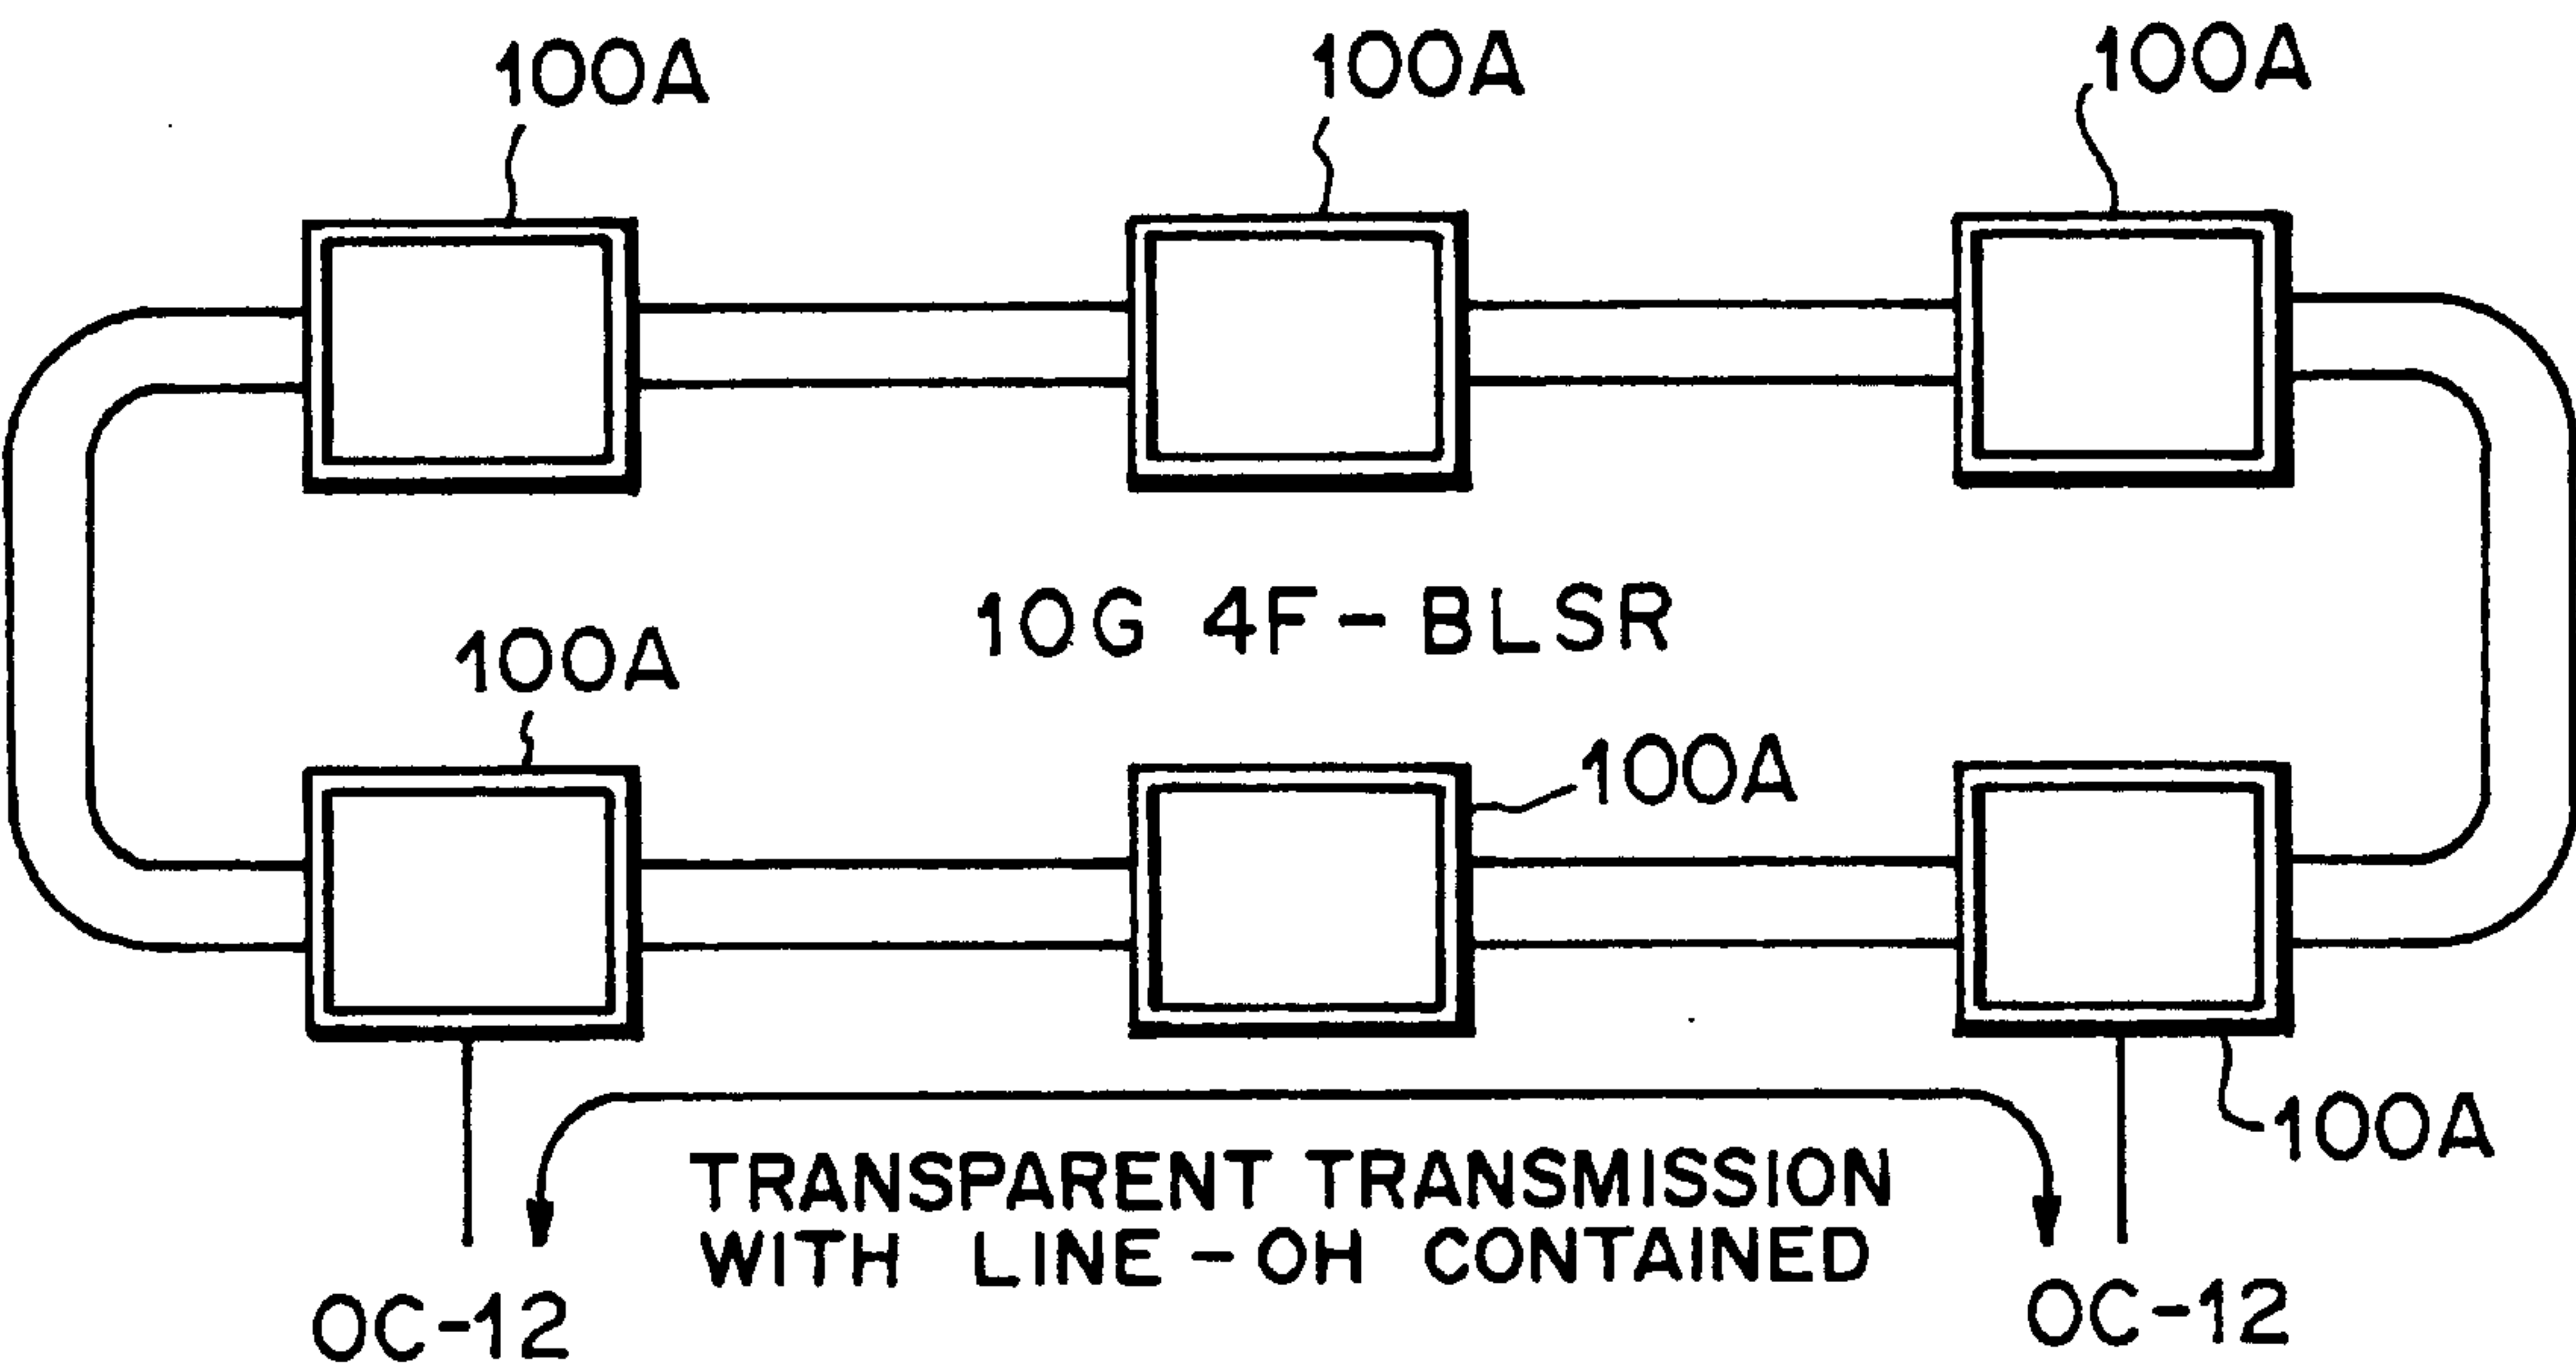 100A
100A
100A
10G 4F-BLSR
100A
100A
100A
TRANSPARENT TRANSMISSION
WITH LINE-OH CONTAINED
OC-12
OC-12